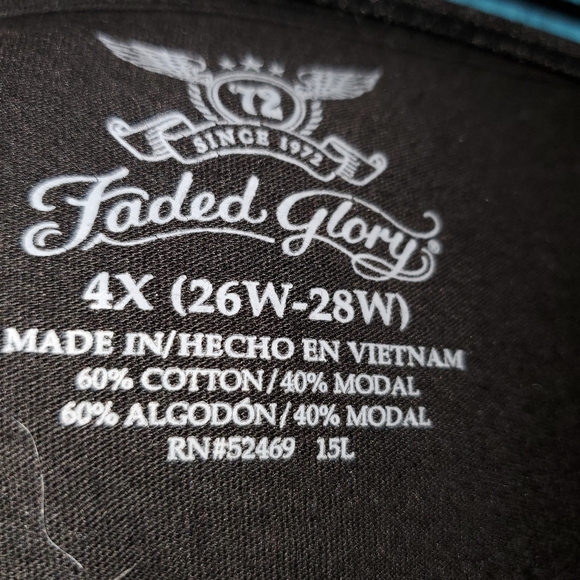 '72
SINCE 1972
Faded Glory®
4X (26W-28W)
MADE IN/HECHO EN VIETNAM
60% COTTON/40% MODAL
60% ALGODÓN/40% MODAL
RN#52469 15L